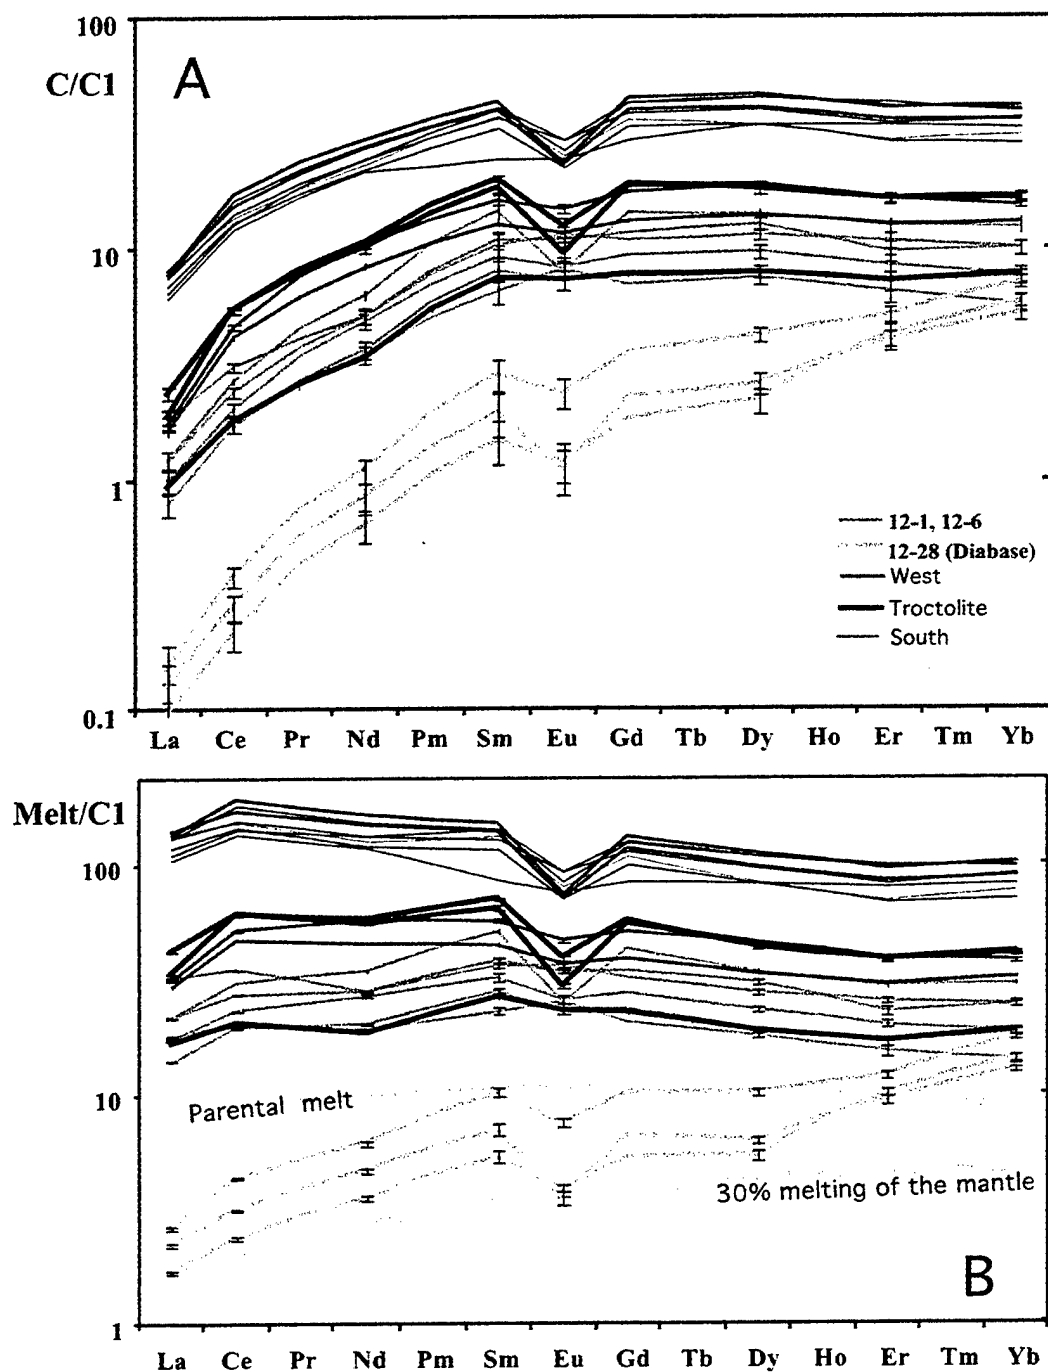 100
C/C1
A
10
1
0.1
12-1, 12-6
12-28 (Diabase)
West
Troctolite
South
La Ce Pr Nd Pm Sm Eu Gd Tb Dy Ho Er Tm Yb
Melt/C1
100
10
Parental melt
30% melting of the mantle
B
1
La Ce Pr Nd Pm Sm Eu Gd Tb Dy Ho Er Tm Yb